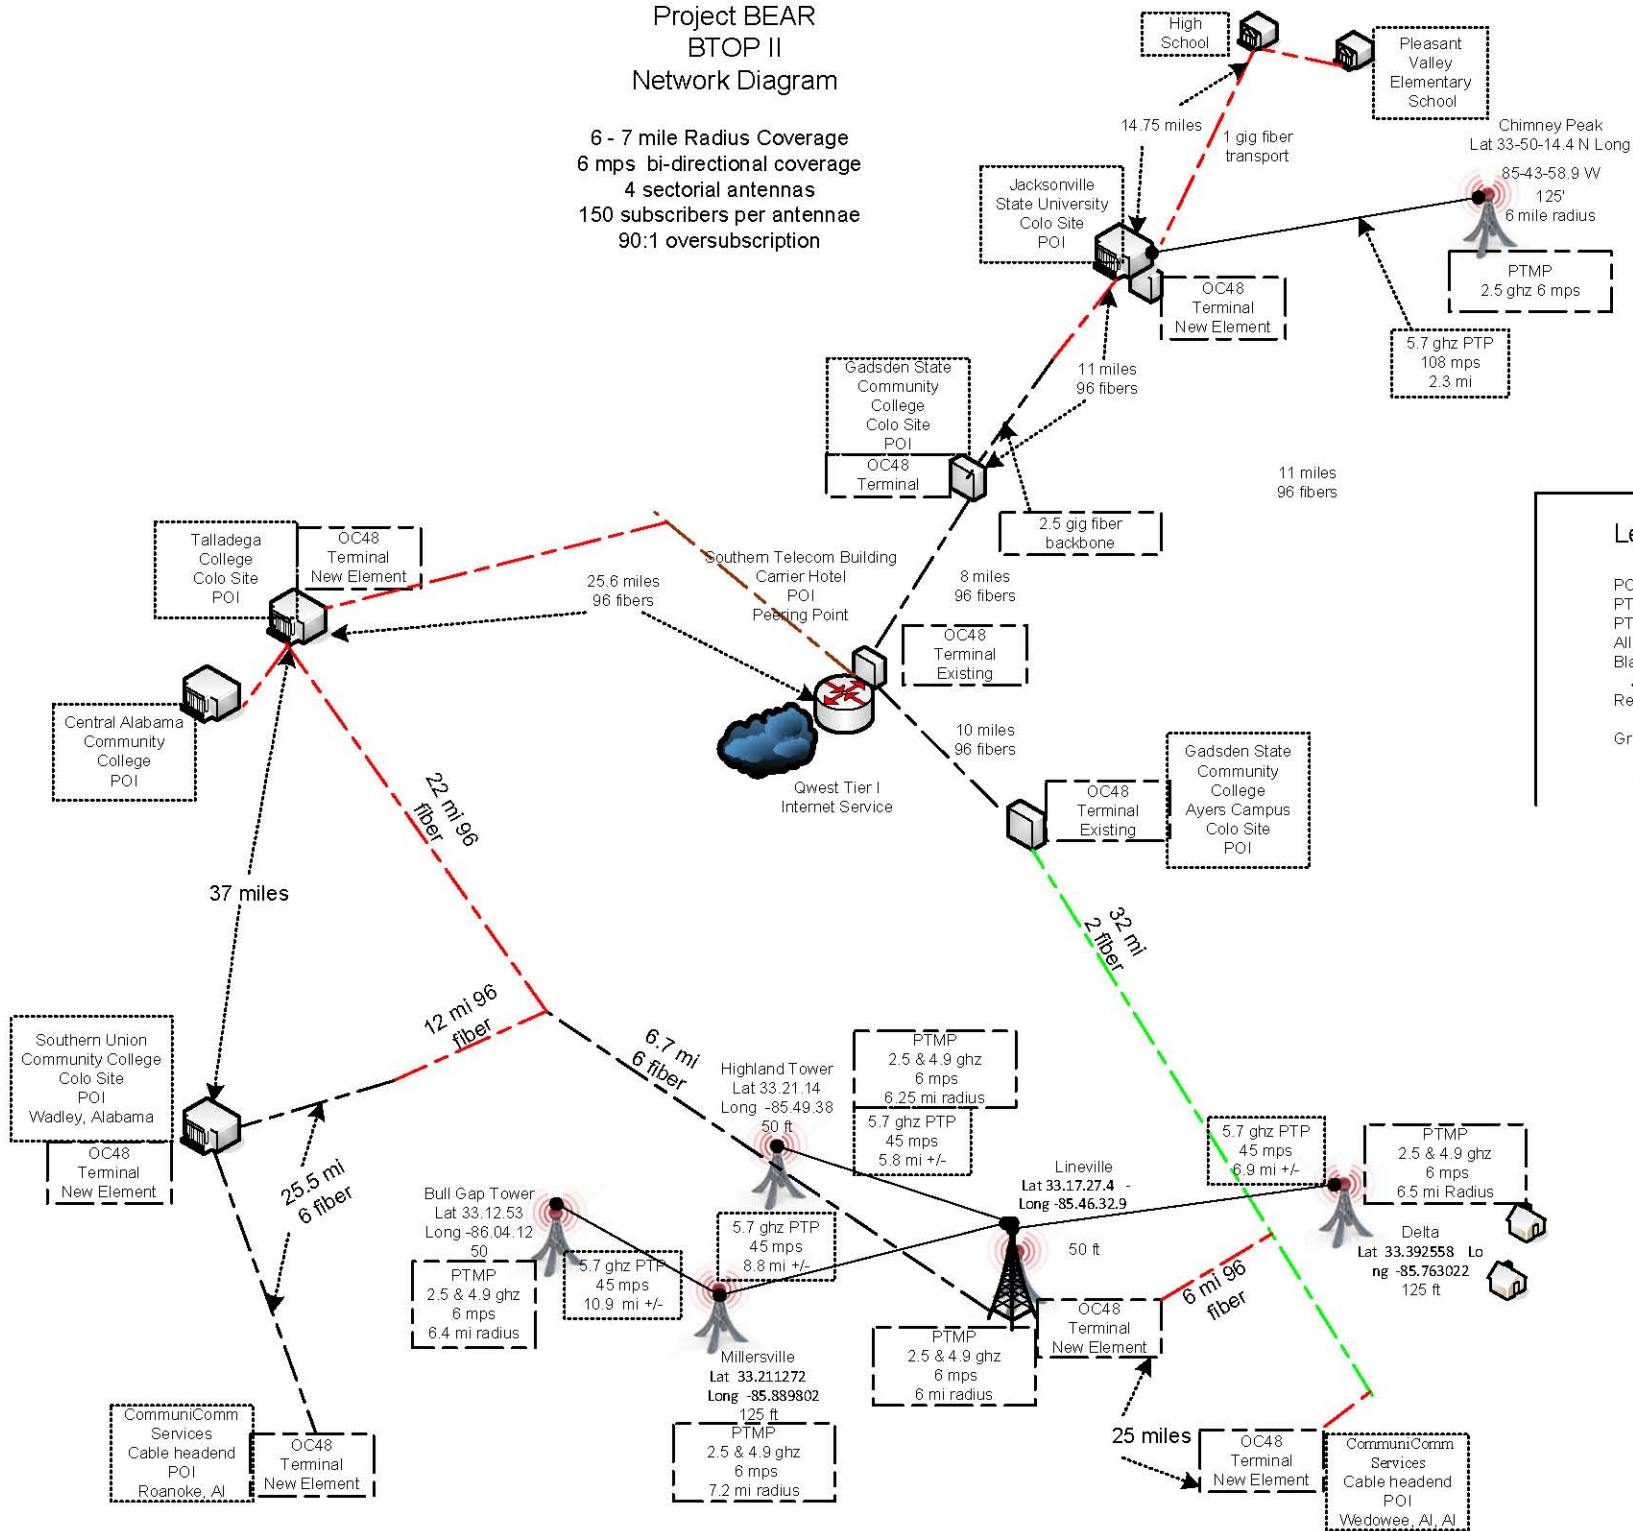 Project BEAR
BTOP II
Network Diagram
6 - 7 mile Radius Coverage
6 mps bi-directional coverage
4 sectorial antennas
150 subscribers per antennae
90:1 oversubscription
High
School
Pleasant
Valley
Elementary
School
14.75 miles
1 gig fiber
transport
Chimney Peak
Lat 33-50-14.4 N Long
85-43-58.9 W
125'
6 mile radius
PTMP
2.5 ghz 6 mps
Jacksonville
State University
Colo Site
POI
OC48
Terminal
New Element
5.7 ghz PTP
108 mps
2.3 mi
11 miles
96 fibers
Gadsden State
Community
College
Colo Site
POI
OC48
Terminal
11 miles
96 fibers
2.5 gig fiber
backbone
Le
PO
PT
PT
All
Bla
Re
Gr
Talladega
College
Colo Site
POI
OC48
Terminal
New Element
25.6 miles
96 fibers
Southern Telecom Building
Carrier Hotel
POI
Peering Point
8 miles
96 fibers
OC48
Terminal
Existing
Central Alabama
Community
College
POI
Qwest Tier I
Internet Service
10 miles
96 fibers
OC48
Terminal
Existing
Gadsden State
Community
College
Ayers Campus
Colo Site
POI
22 mi 96
fiber
37 miles
32 mi
2 fiber
12 mi 96
fiber
Southern Union
Community College
Colo Site
POI
Wadley, Alabama
OC48
Terminal
New Element
25.5 mi
6 fiber
6.7 mi
6 fiber
Highland Tower
Lat 33.21.14
Long -85.49.38
50 ft
PTMP
2.5 & 4.9 ghz
6 mps
6.25 mi radius
5.7 ghz PTP
45 mps
5.8 mi +/-
Lineville
Lat 33.17.27.4 -
Long -85.46.32.9
50 ft
5.7 ghz PTP
45 mps
6.9 mi +/-
PTMP
2.5 & 4.9 ghz
6 mps
6.5 mi Radius
Delta
Lat 33.392558 Lo
ng -85.763022
125 ft
Bull Gap Tower
Lat 33.12.53
Long -86.04.12
50
PTMP
2.5 & 4.9 ghz
6 mps
6.4 mi radius
5.7 ghz PTP
45 mps
10.9 mi +/-
5.7 ghz PTP
45 mps
8.8 mi +/-
Millersville
Lat 33.211272
Long -85.889802
125 ft
PTMP
2.5 & 4.9 ghz
6 mps
7.2 mi radius
PTMP
2.5 & 4.9 ghz
6 mps
6 mi radius
OC48
Terminal
New Element
6 mi 96
fiber
25 miles
CommuniComm
Services
Cable headend
POI
Roanoke, Al
OC48
Terminal
New Element
OC48
Terminal
New Element
CommuniComm
Services
Cable headend
POI
Wedowee, Al, Al